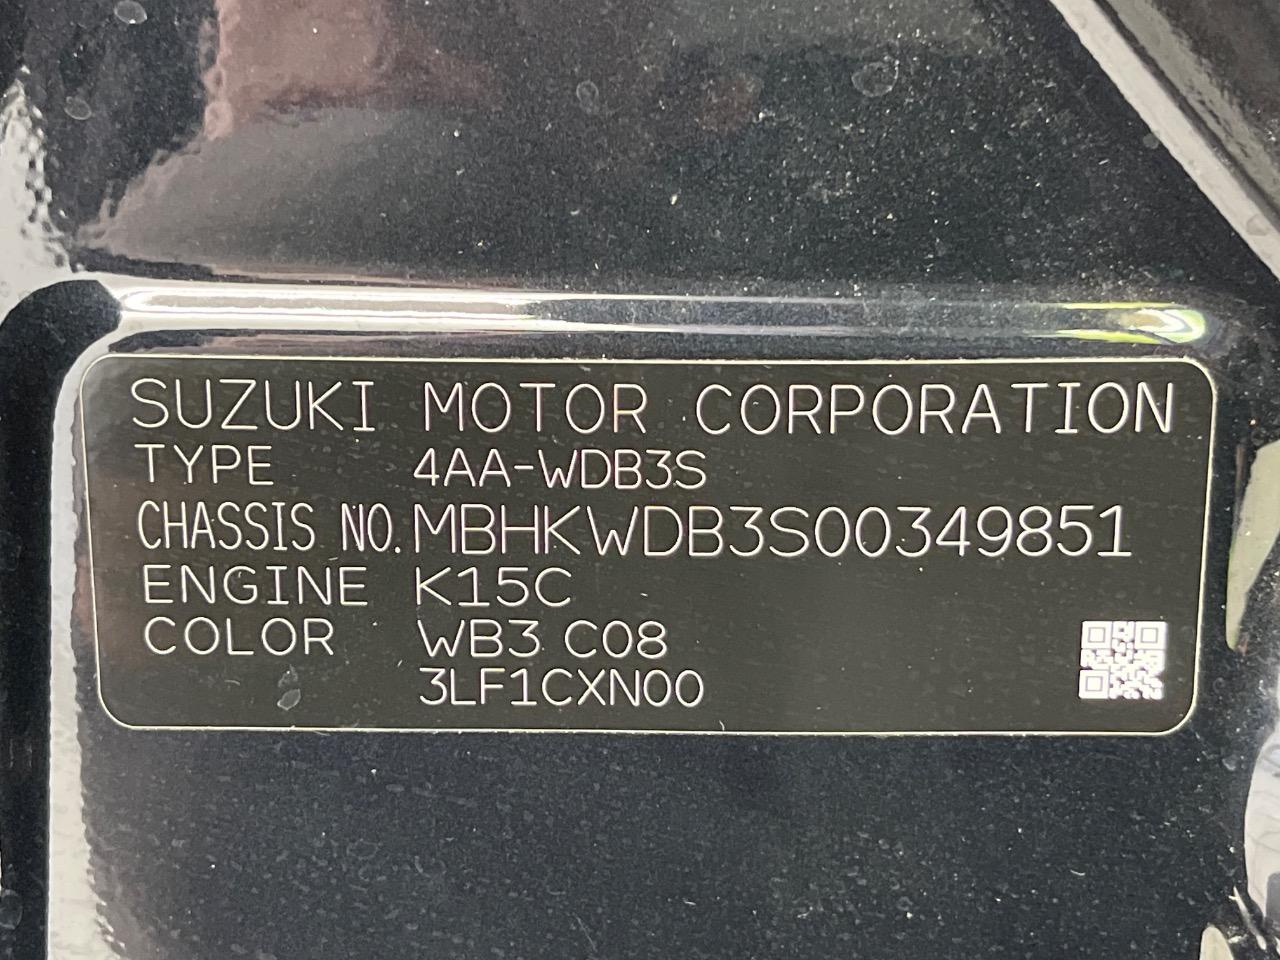 SUZUKI MOTOR CORPORATION
TYPE 4AA-WDB3S
CHASSIS NO. MBHKWDB3S00349851
ENGINE K15C
COLOR WB3 C08
3LF1CXN00